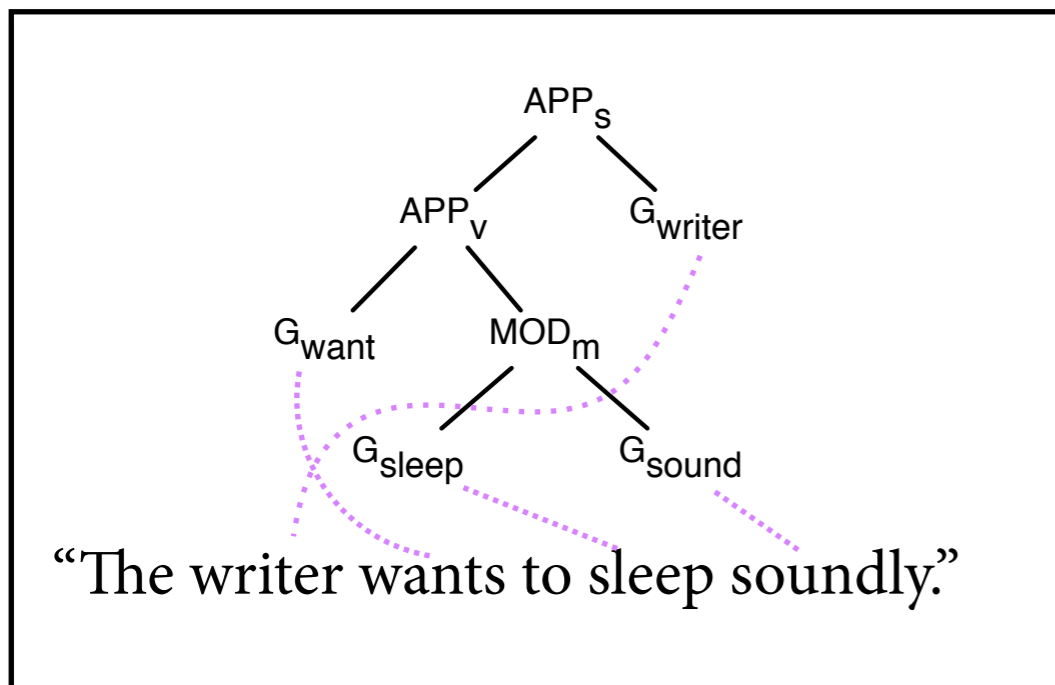 APPs
APPv Gwriter
Gwant MODm
Gsleep Gsound
“The writer wants to sleep soundly.”